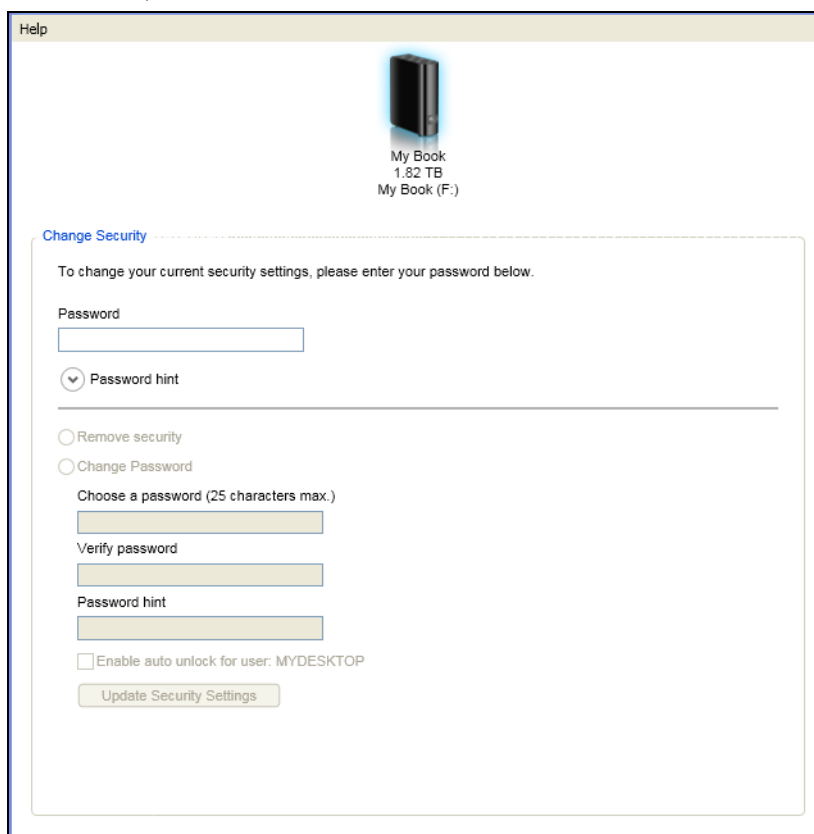 Help
My Book
1.82 TB
My Book (F:)
Change Security
To change your current security settings, please enter your password below.
Password
Password hint
Remove security
Change Password
Choose a password (25 characters max.)
Verify password
Password hint
Enable auto unlock for user: MYDESKTOP
Update Security Settings